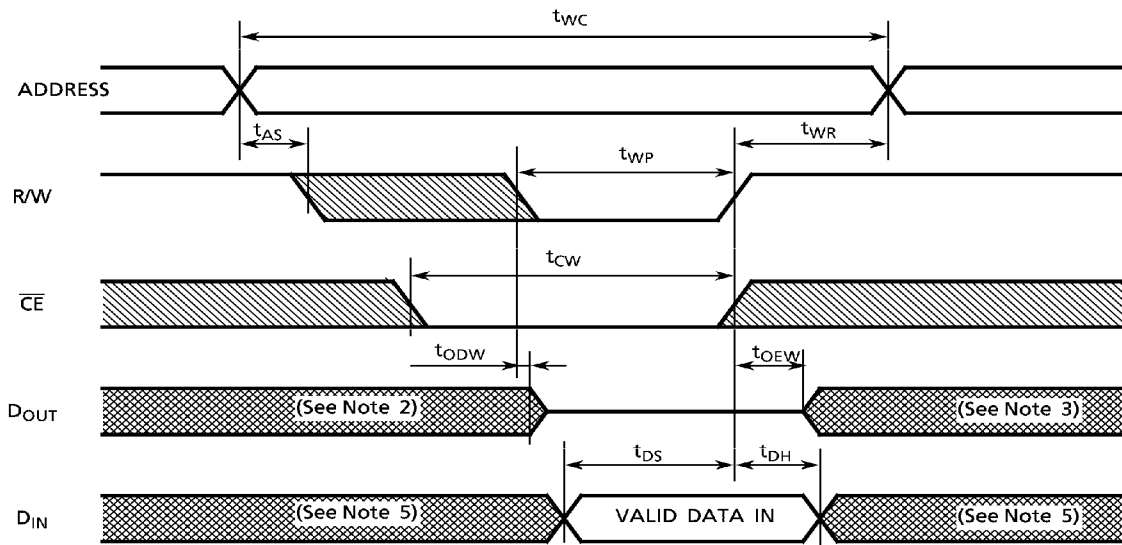 tWC
ADDRESS
tAS
tWR
tWP
R/W
tCW
C̅E̅
tODW
tOEW
DOUT
(See Note 2)
(See Note 3)
tDS
tDH
DIN
(See Note 5)
VALID DATA IN
(See Note 5)